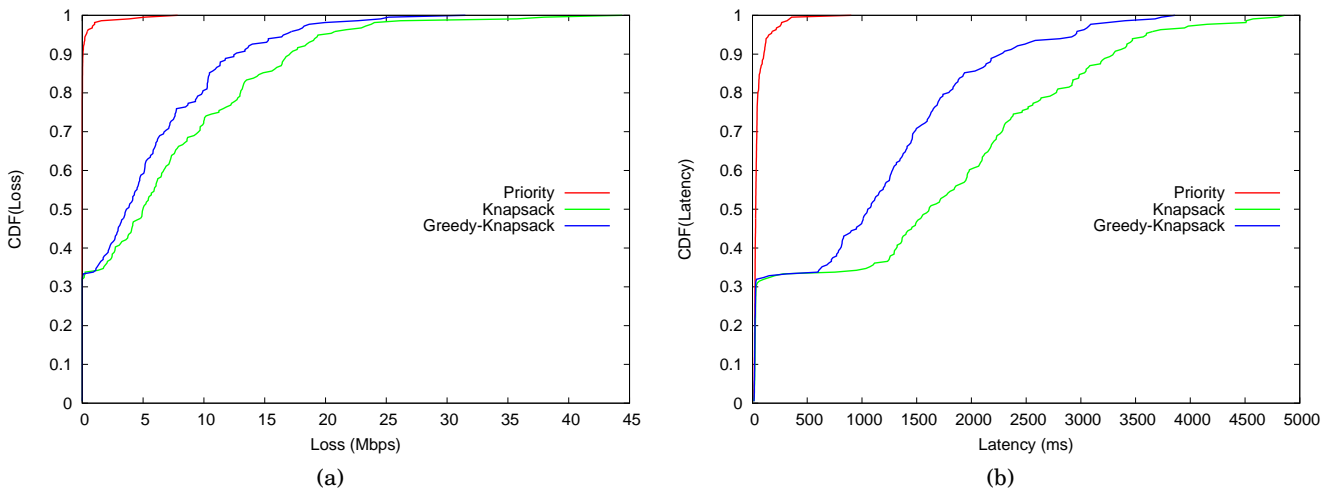 1
0.9
0.8
0.7
0.6
0.5
0.4
0.3
0.2
0.1
0
CDF(Loss)
Priority
Knapsack
Greedy-Knapsack
0 5 10 15 20 25 30 35 40 45
Loss (Mbps)
(a)
1
0.9
0.8
0.7
0.6
0.5
0.4
0.3
0.2
0.1
0
CDF(Latency)
Priority
Knapsack
Greedy-Knapsack
0 500 1000 1500 2000 2500 3000 3500 4000 4500 5000
Latency (ms)
(b)